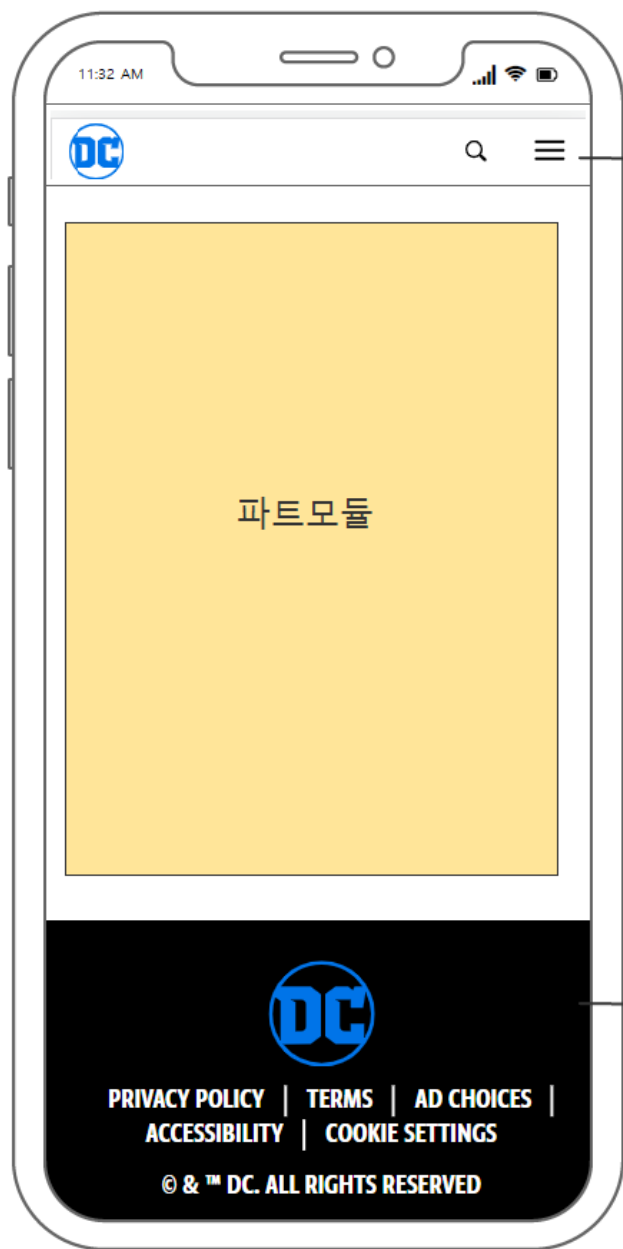 11:32 AM
DC
파트모듈
DC
PRIVACY POLICY | TERMS | AD CHOICES |
ACCESSIBILITY | COOKIE SETTINGS
© & ™ DC. ALL RIGHTS RESERVED